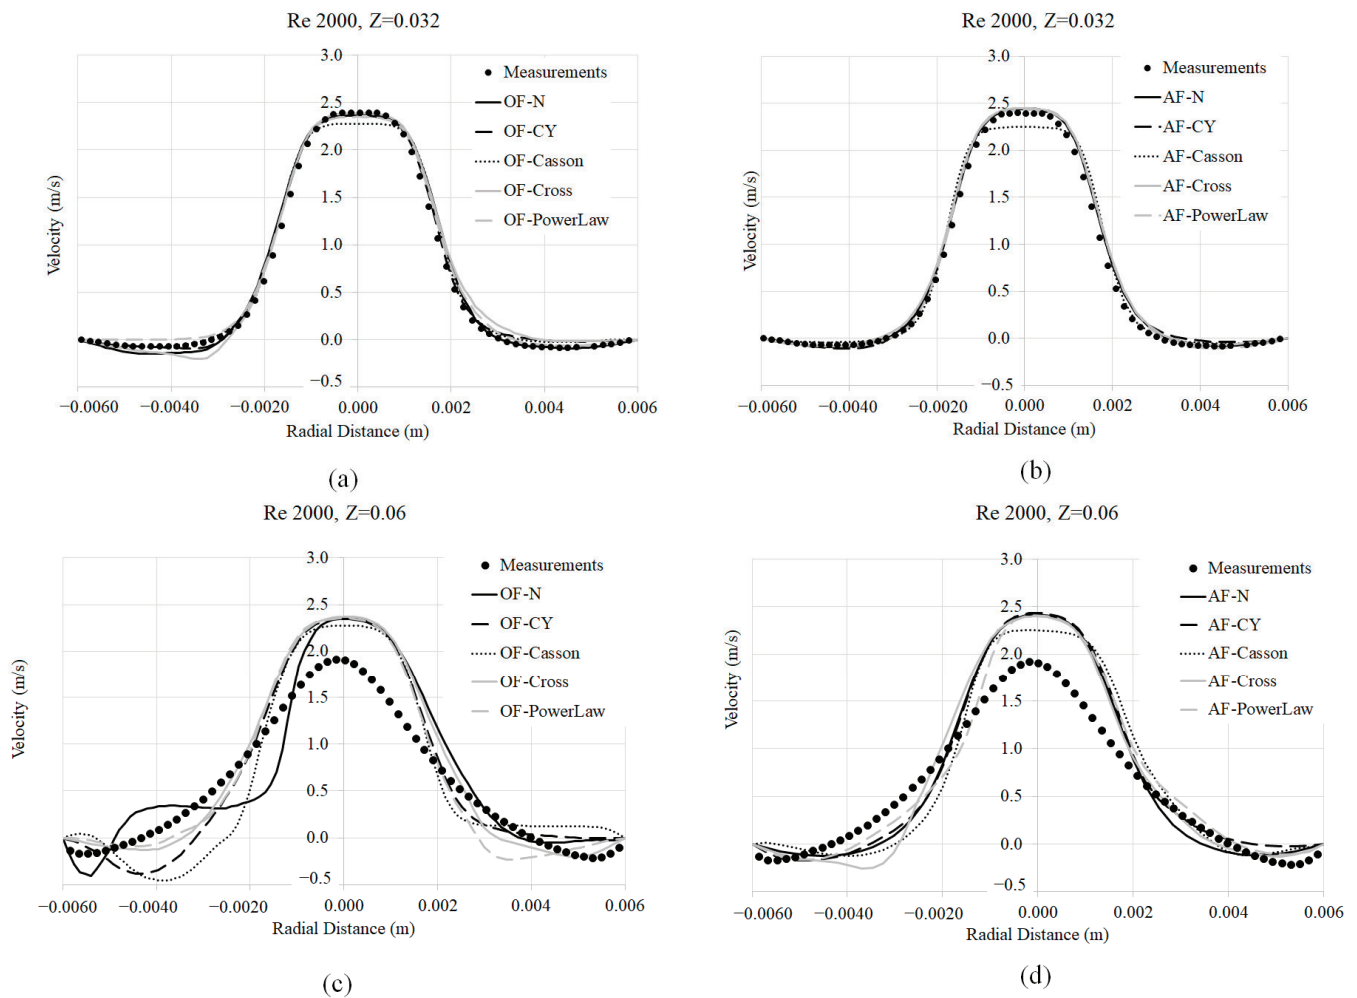 Re 2000, Z=0.032
3.0
2.5
2.0
1.5
1.0
0.5
0.0
−0.5
Velocity (m/s)
Measurements
OF-N
OF-CY
OF-Casson
OF-Cross
OF-PowerLaw
−0.0060 −0.0040 −0.0020 0.000 0.002 0.004 0.006
Radial Distance (m)
(a)
Re 2000, Z=0.032
3.0
2.5
2.0
1.5
1.0
0.5
0.0
−0.5
Velocity (m/s)
Measurements
AF-N
AF-CY
AF-Casson
AF-Cross
AF-PowerLaw
−0.0060 −0.0040 −0.0020 0.000 0.002 0.004 0.006
Radial Distance (m)
(b)
Re 2000, Z=0.06
3.0
2.5
2.0
1.5
1.0
0.5
0.0
−0.5
Velocity (m/s)
Measurements
OF-N
OF-CY
OF-Casson
OF-Cross
OF-PowerLaw
−0.0060 −0.0040 −0.0020 0.000 0.002 0.004 0.006
Radial Distance (m)
(c)
Re 2000, Z=0.06
3.0
2.5
2.0
1.5
1.0
0.5
0.0
−0.5
Velocity (m/s)
Measurements
AF-N
AF-CY
AF-Casson
AF-Cross
AF-PowerLaw
−0.0060 −0.0040 −0.0020 0.000 0.002 0.004 0.006
Radial Distance (m)
(d)